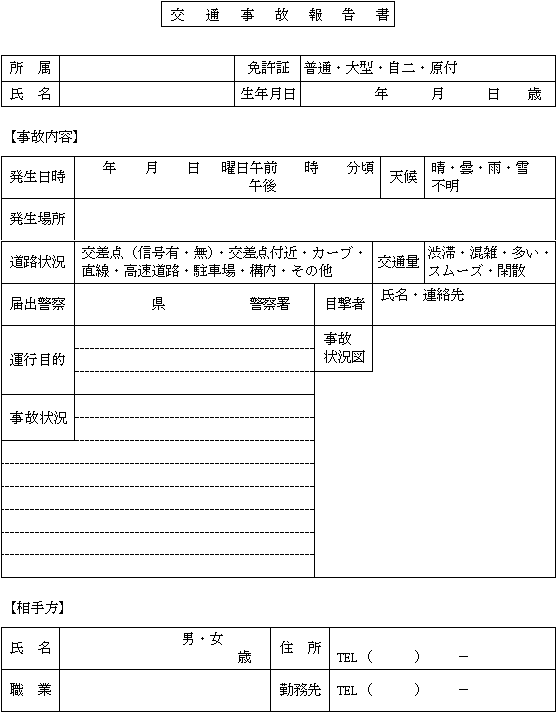 交通事故報告書
所属 免許証 普通・大型・自二・原付
氏名 生年月日 年 月 日 歳
【事故内容】
発生日時 年 月 日 曜日午前 時 分頃 天候 晴・曇・雨・雪
午後 不明
発生場所
道路状況 交差点（信号有・無）・交差点付近・カーブ・ 交通量 渋滞・混雑・多い・
直線・高速道路・駐車場・構内・その他 スムーズ・閑散
届出警察 県 警察署 目撃者 氏名・連絡先
運行目的 事故
状況図
事故状況
【相手方】
氏名 男・女 住所
歳 TEL（ ） －
職業 勤務先 TEL（ ） －